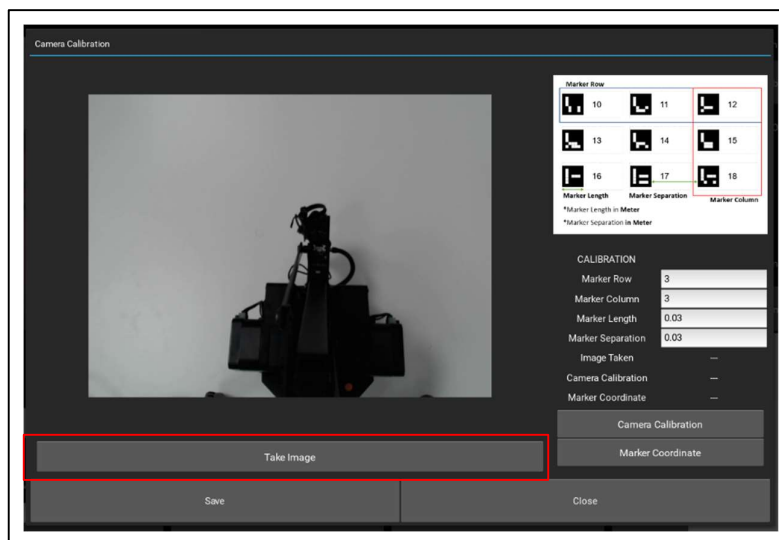 Camera Calibration
Marker Row
10 11 12
13 14 15
16 17 18
Marker Length Marker Separation Marker Column
*Marker Length in Meter
*Marker Separation in Meter
CALIBRATION
Marker Row 3
Marker Column 3
Marker Length 0.03
Marker Separation 0.03
Image Taken ---
Camera Calibration ---
Marker Coordinate ---
Camera Calibration
Take Image Marker Coordinate
Save Close